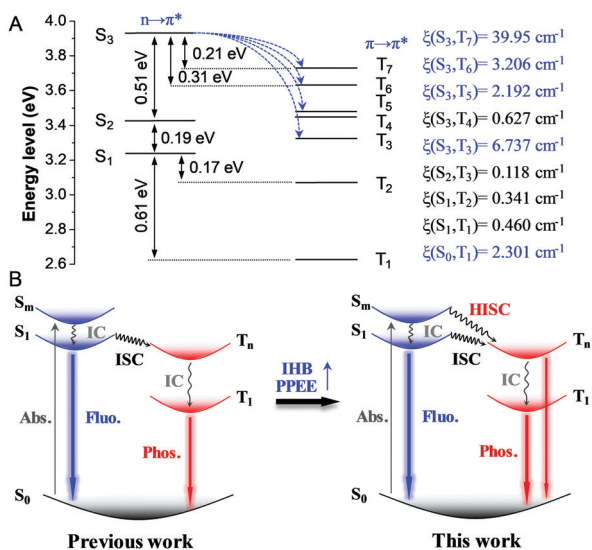 A
n→π*
π→π*
Energy level (eV)
4.0
3.8
3.6
3.4
3.2
3.0
2.8
2.6
S3
S2
S1
0.51 eV
0.21 eV
0.31 eV
0.19 eV
0.17 eV
0.61 eV
T7
T6
T5
T4
T3
T2
T1
ξ(S3,T7)= 39.95 cm-1
ξ(S3,T6)= 3.206 cm-1
ξ(S3,T5)= 2.192 cm-1
ξ(S3,T4)= 0.627 cm-1
ξ(S3,T3)= 6.737 cm-1
ξ(S2,T3)= 0.118 cm-1
ξ(S1,T2)= 0.341 cm-1
ξ(S1,T1)= 0.460 cm-1
ξ(S0,T1)= 2.301 cm-1
B
Sm
S1
IC
ISC
Tn
IC
T1
Abs.
Fluo.
Phos.
S0
Previous work
IHB
PPEE
Sm
HISC
S1
IC
ISC
Tn
IC
T1
Abs.
Fluo.
Phos.
S0
This work